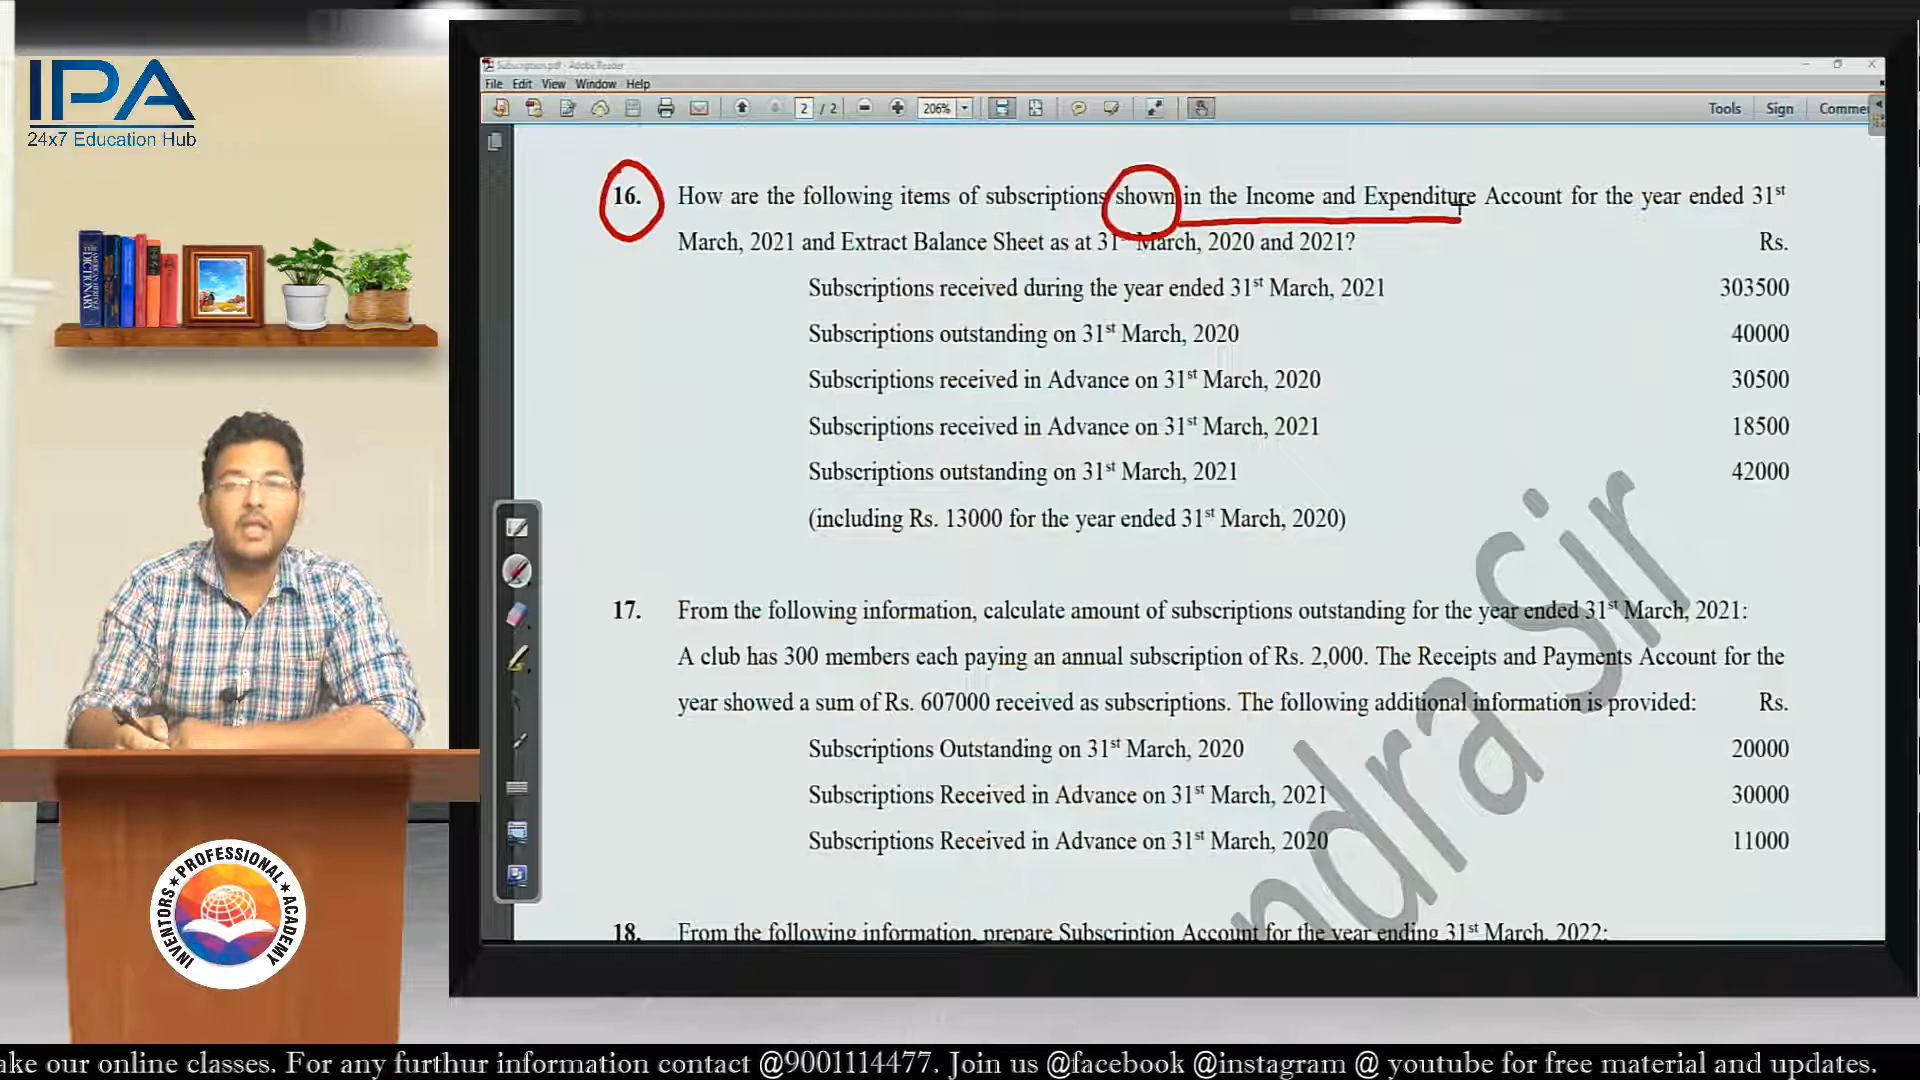 IPA
24x7 Education Hub
Subscription.pdf - Adobe Reader
File Edit View Window Help
2 / 2 206% Tools Sign Comme
16. How are the following items of subscriptions shown in the Income and Expenditure Account for the year ended 31st
March, 2021 and Extract Balance Sheet as at 31st March, 2020 and 2021? Rs.
Subscriptions received during the year ended 31st March, 2021 303500
Subscriptions outstanding on 31st March, 2020 40000
Subscriptions received in Advance on 31st March, 2020 30500
Subscriptions received in Advance on 31st March, 2021 18500
Subscriptions outstanding on 31st March, 2021 42000
(including Rs. 13000 for the year ended 31st March, 2020)
17. From the following information, calculate amount of subscriptions outstanding for the year ended 31st March, 2021:
A club has 300 members each paying an annual subscription of Rs. 2,000. The Receipts and Payments Account for the
year showed a sum of Rs. 607000 received as subscriptions. The following additional information is provided: Rs.
Subscriptions Outstanding on 31st March, 2020 20000
Subscriptions Received in Advance on 31st March, 2021 30000
Subscriptions Received in Advance on 31st March, 2020 11000
18. From the following information, prepare Subscription Account for the year ending 31st March, 2022:
ndra Sir
DICTIONARY
INVENTORS PROFESSIONAL ACADEMY
ake our online classes. For any furthur information contact @9001114477. Join us @facebook @instagram @ youtube for free material and updates.